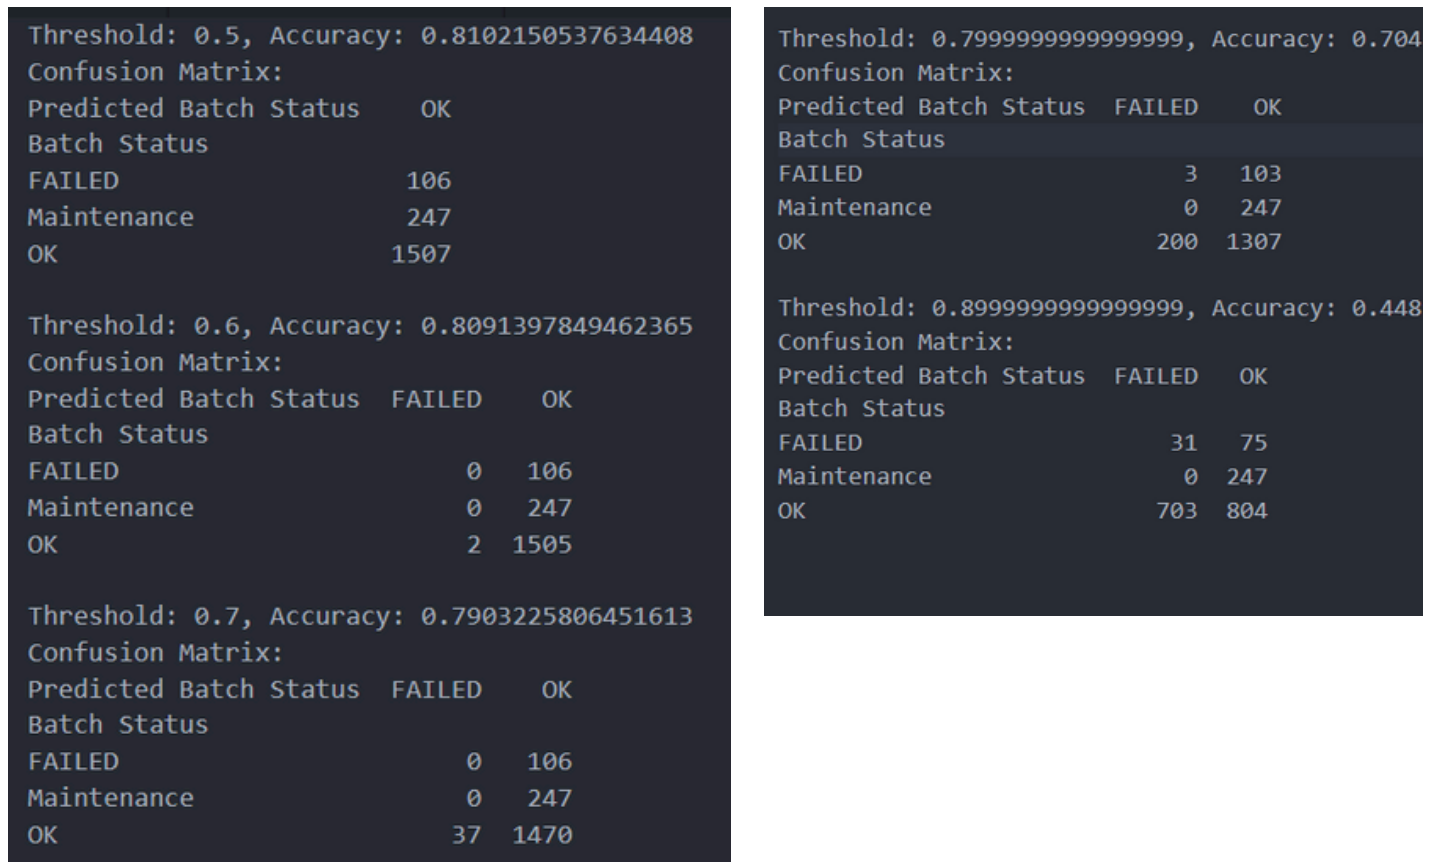 Threshold: 0.5, Accuracy: 0.8102150537634408
Confusion Matrix:
Predicted Batch Status OK
Batch Status
FAILED 106
Maintenance 247
OK 1507
Threshold: 0.6, Accuracy: 0.8091397849462365
Confusion Matrix:
Predicted Batch Status FAILED OK
Batch Status
FAILED 0 106
Maintenance 0 247
OK 2 1505
Threshold: 0.7, Accuracy: 0.7903225806451613
Confusion Matrix:
Predicted Batch Status FAILED OK
Batch Status
FAILED 0 106
Maintenance 0 247
OK 37 1470
Threshold: 0.7999999999999999, Accuracy: 0.704
Confusion Matrix:
Predicted Batch Status FAILED OK
Batch Status
FAILED 3 103
Maintenance 0 247
OK 200 1307
Threshold: 0.8999999999999999, Accuracy: 0.448
Confusion Matrix:
Predicted Batch Status FAILED OK
Batch Status
FAILED 31 75
Maintenance 0 247
OK 703 804